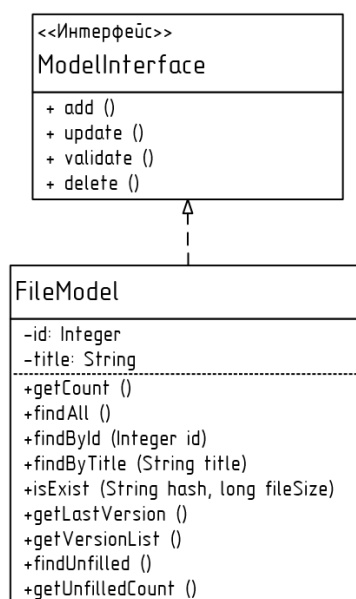 <<Интерфейс>>
ModelInterface
+ add ()
+ update ()
+ validate ()
+ delete ()
FileModel
-id: Integer
-title: String
+getCount ()
+findAll ()
+findById (Integer id)
+findByTitle (String title)
+isExist (String hash, long fileSize)
+getLastVersion ()
+getVersionList ()
+findUnfilled ()
+getUnfilledCount ()